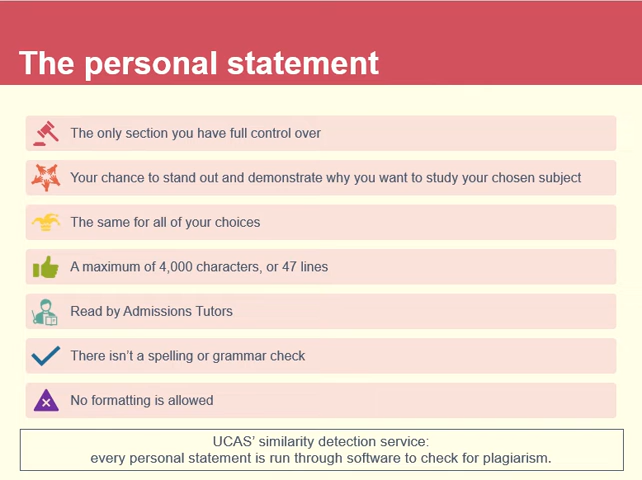 The personal statement
The only section you have full control over
Your chance to stand out and demonstrate why you want to study your chosen subject
The same for all of your choices
A maximum of 4,000 characters, or 47 lines
Read by Admissions Tutors
There isn’t a spelling or grammar check
No formatting is allowed
UCAS’ similarity detection service:
every personal statement is run through software to check for plagiarism.